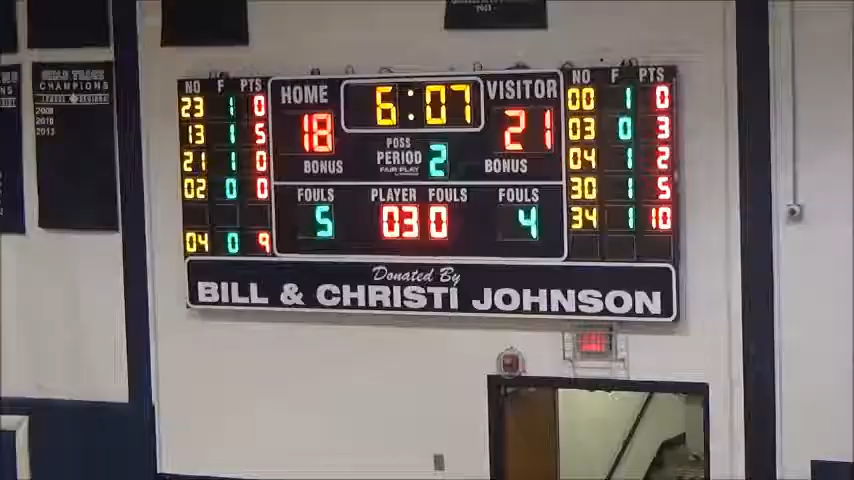 CHAMPIONS
2009
2010
2013
NO F PTS
23 1 0
13 1 5
21 1 0
02 0 0
04 0 9
HOME 6:07 VISITOR
18 21
POSS
PERIOD 2
FAIR PLAY
BONUS BONUS
FOULS PLAYER FOULS FOULS
5 03 0 4
NO F PTS
00 1 0
03 0 3
04 1 2
30 1 5
34 1 10
Donated By
BILL & CHRISTI JOHNSON